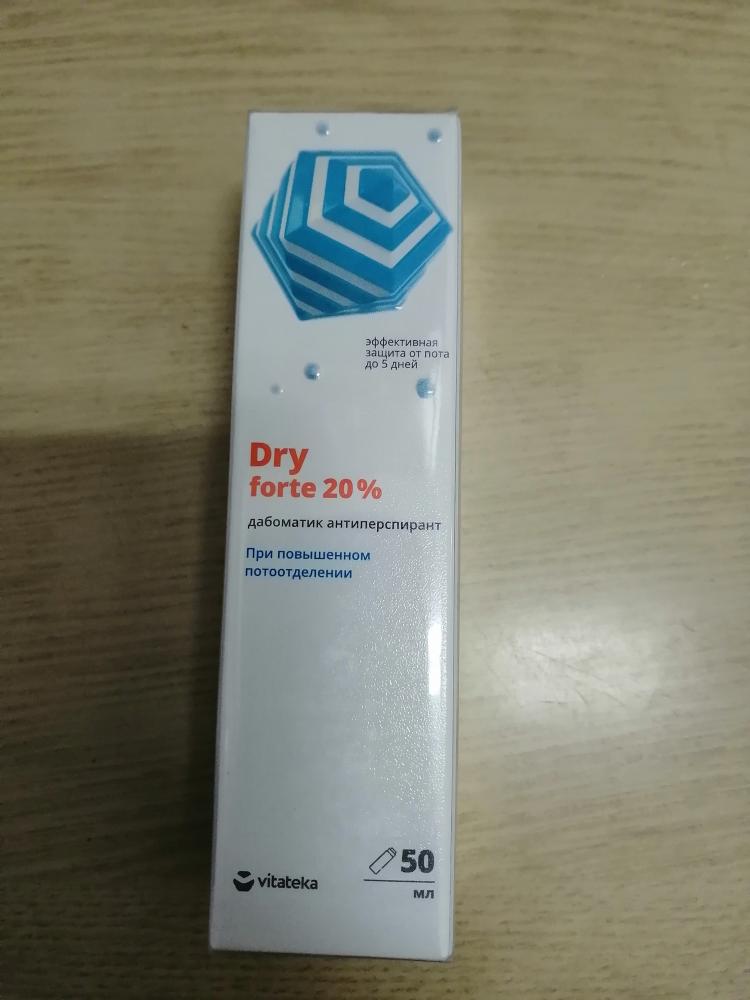 эффективная
защита от пота
до 5 дней
Dry
forte 20%
дабоматик антиперспирант
При повышенном
потоотделении
vitateka
50
мл